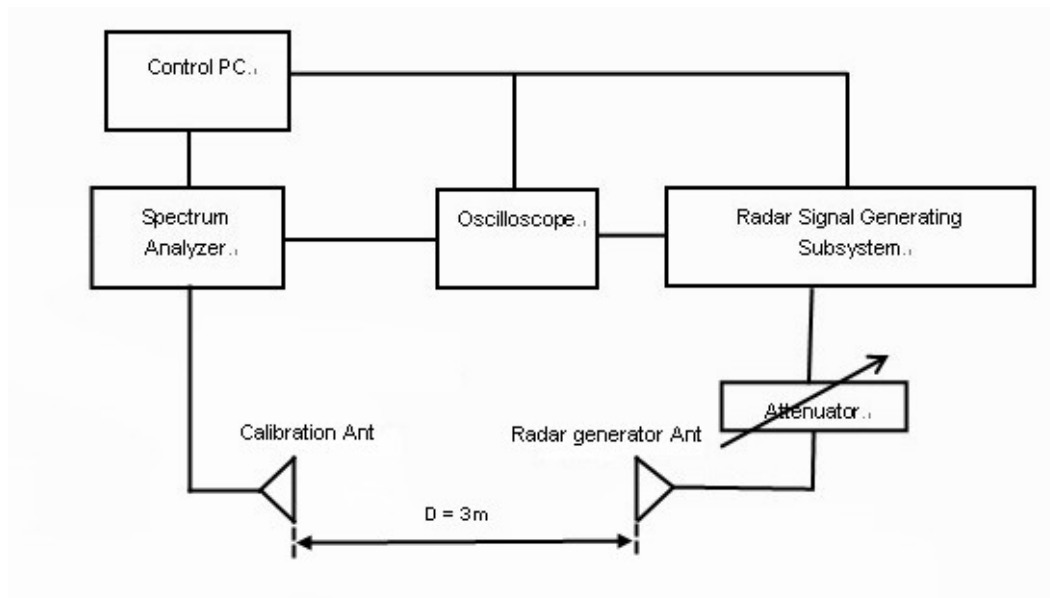 Control PC.
Spectrum
Analyzer.
Oscilloscope.
Radar Signal Generating
Subsystem.
Attenuator.
Calibration Ant
Radar generator Ant
D = 3m